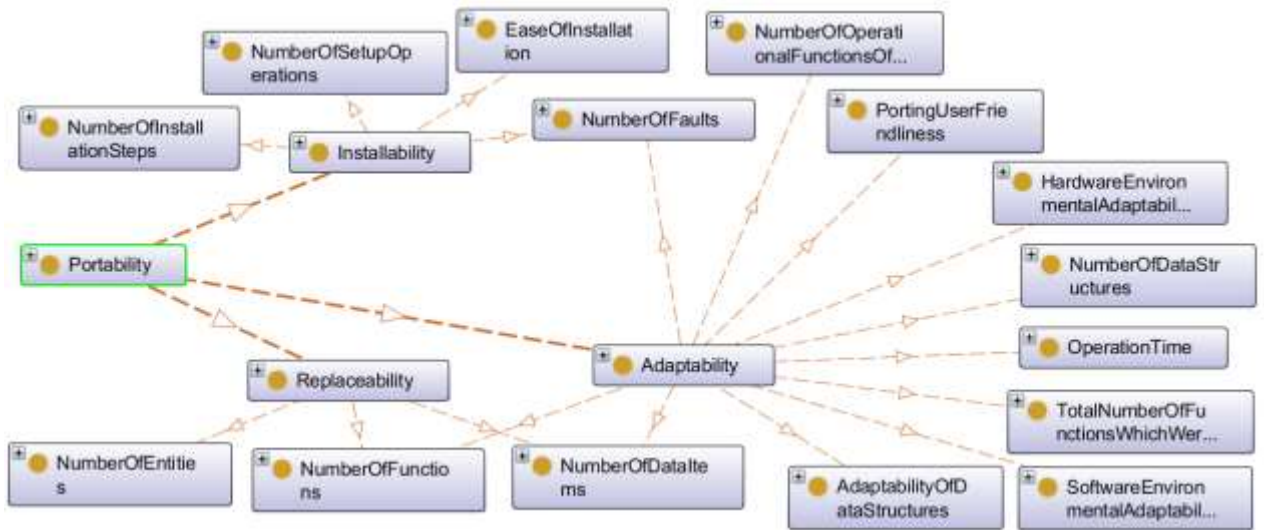 NumberOfSetupOp
erations
EaseOfInstallat
ion
NumberOfOperati
onalFunctionsOf...
NumberOfInstall
ationSteps
Installability
NumberOfFaults
PortingUserFrie
ndliness
HardwareEnviron
mentalAdaptabil...
Portability
NumberOfDataStr
uctures
Replaceability
Adaptability
OperationTime
TotalNumberOfFu
nctionsWhichWer...
NumberOfEntitie
s
NumberOfFunctio
ns
NumberOfDataIte
ms
AdaptabilityOfD
ataStructures
SoftwareEnviron
mentalAdaptabil...